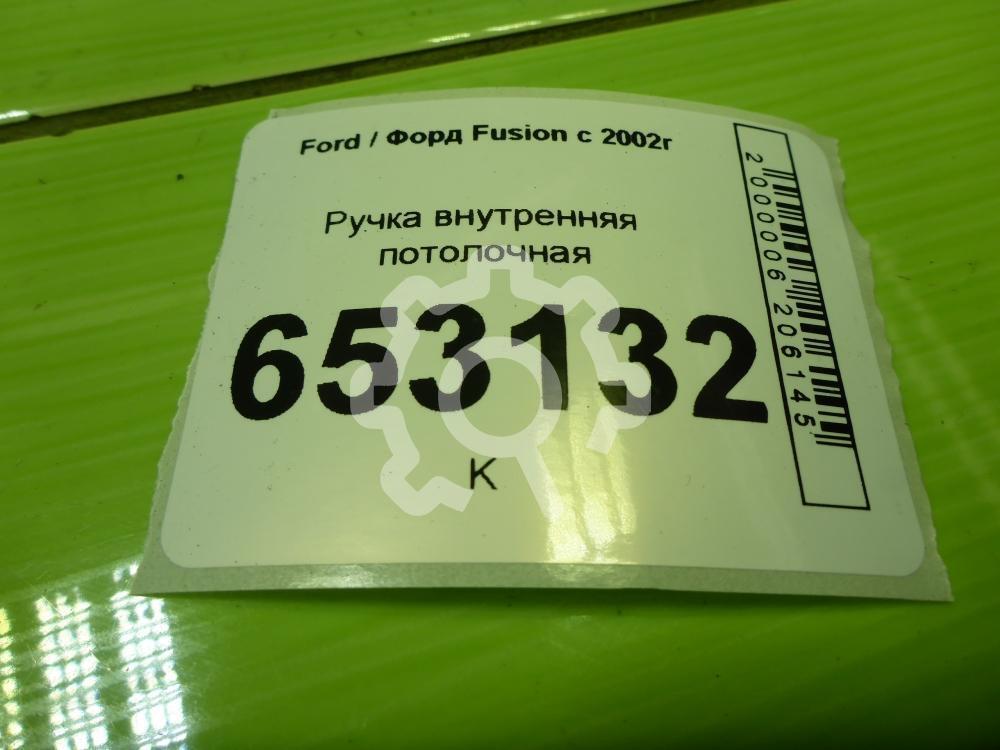 Ford / Форд Fusion с 2002г
Ручка внутренняя
потолочная
653132
К
2000006206145